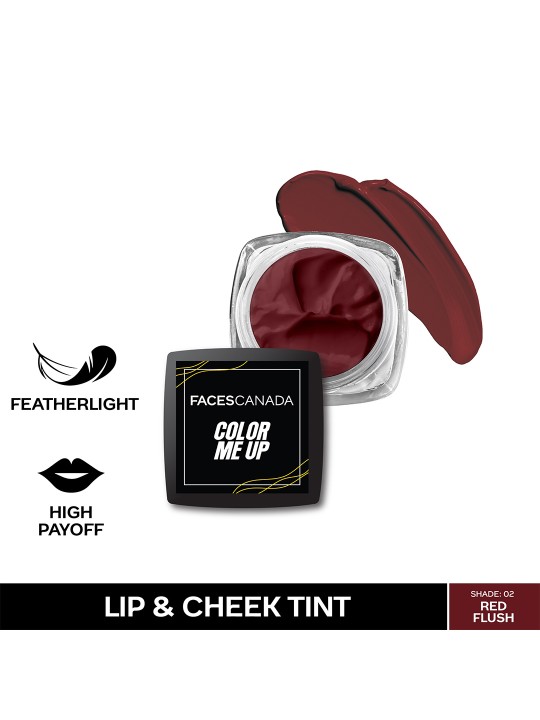 FEATHERLIGHT
HIGH
PAYOFF
FACESCANADA
COLOR
ME UP
LIP & CHEEK TINT
SHADE: 02
RED
FLUSH